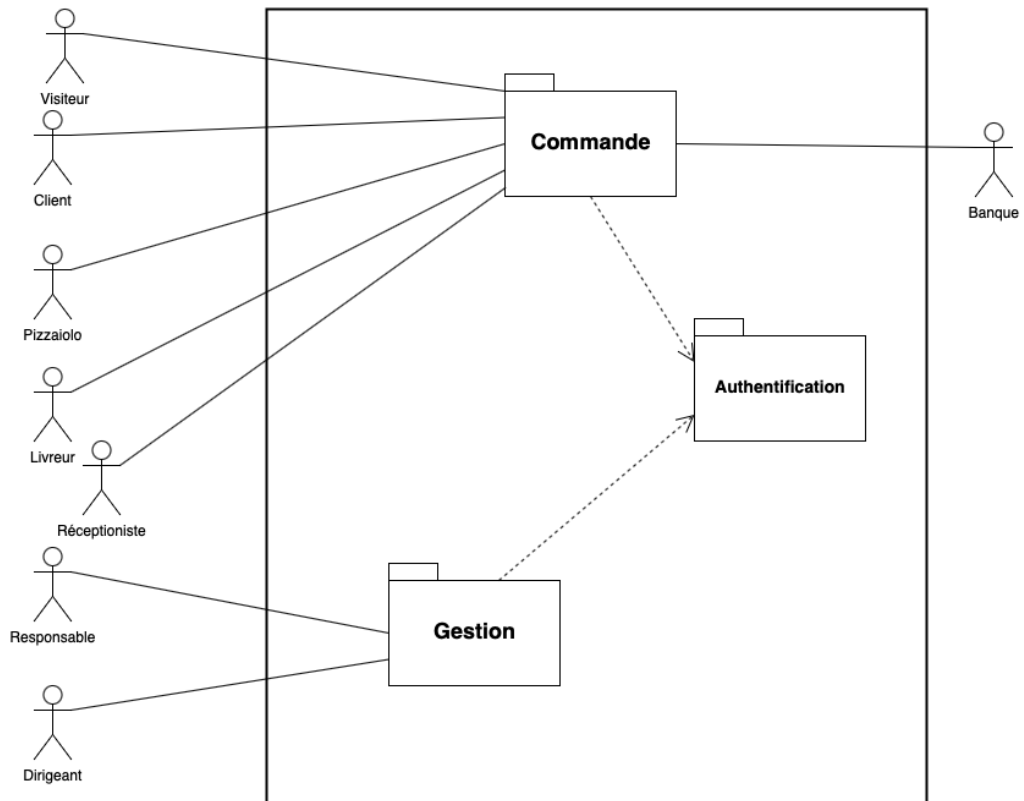 Visiteur
Commande
Client
Banque
Pizzaiolo
Authentification
Livreur
Réceptioniste
Gestion
Responsable
Dirigeant